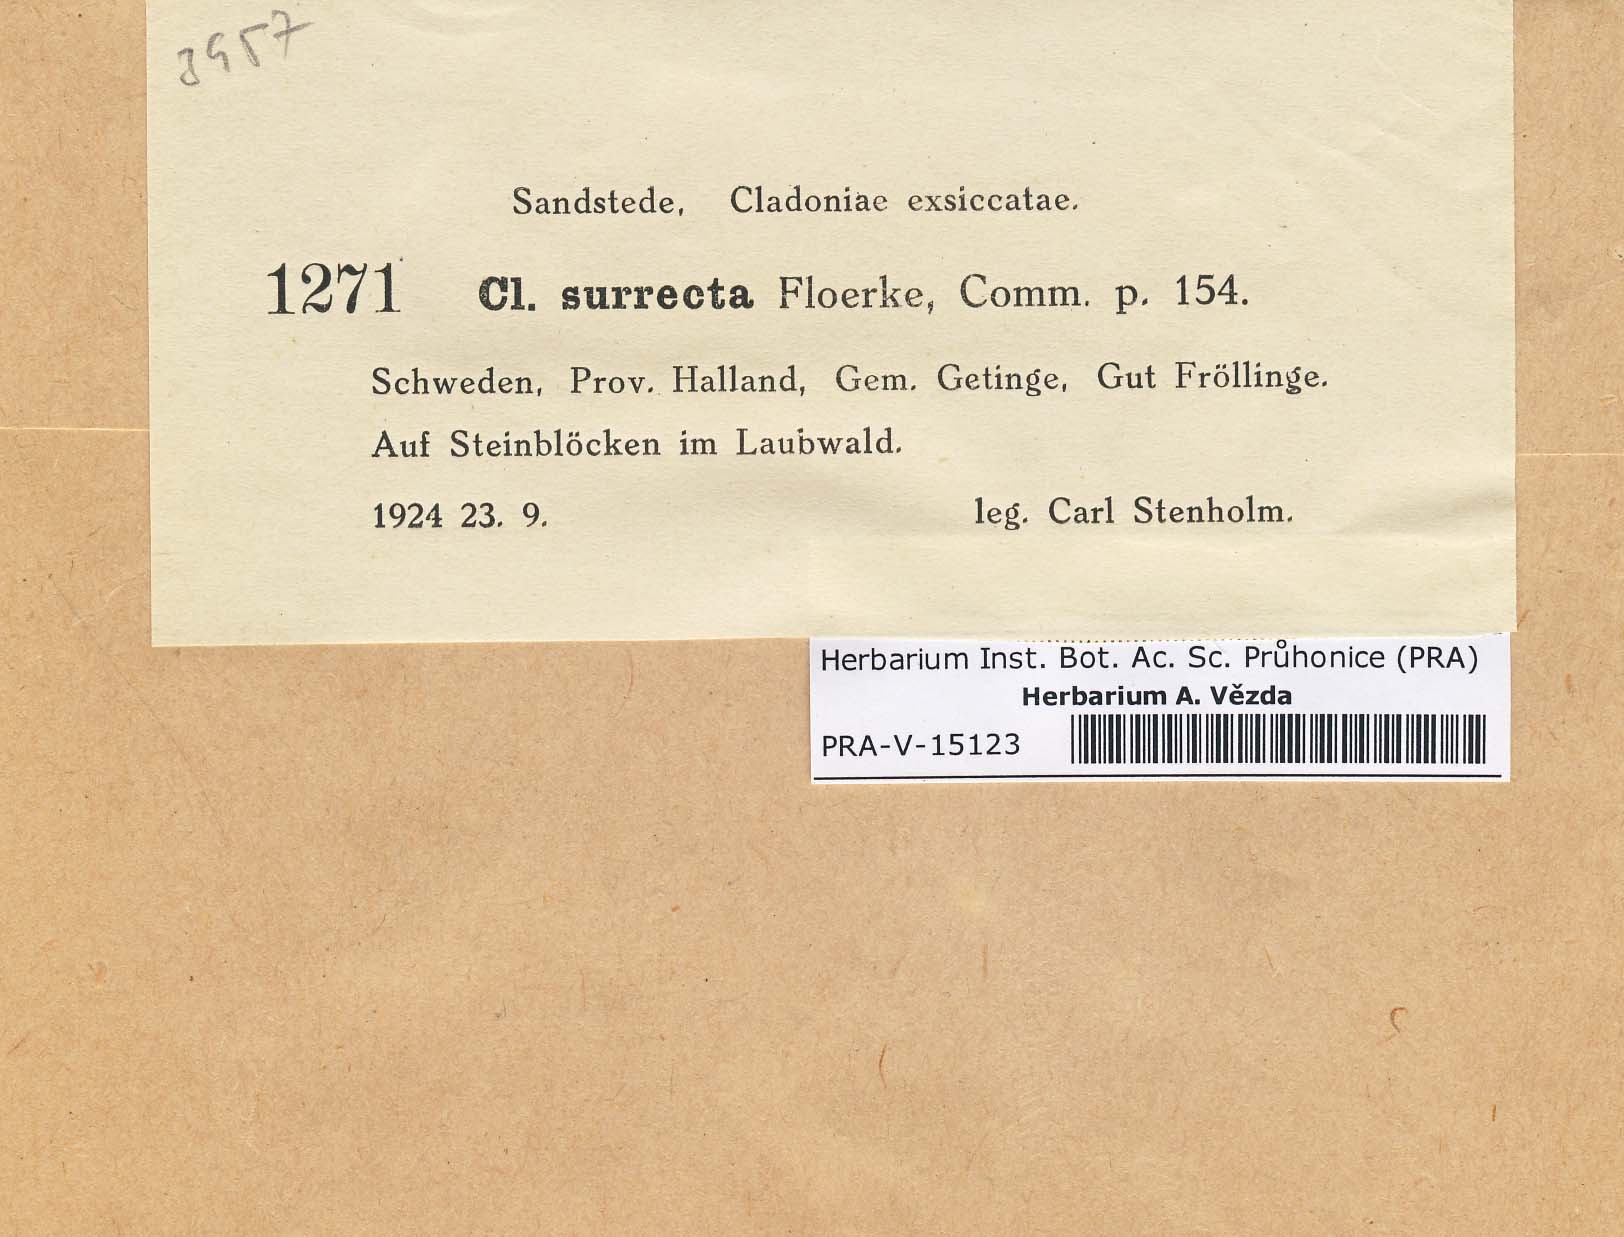 3957
Sandstede, Cladoniae exsiccatae.
1271 Cl. surrecta Floerke, Comm. p. 154.
Schweden, Prov. Halland, Gem. Getinge, Gut Fröllinge.
Auf Steinblöcken im Laubwald.
1924 23. 9. leg. Carl Stenholm.
Herbarium Inst. Bot. Ac. Sc. Průhonice (PRA)
Herbarium A. Vězda
PRA-V-15123